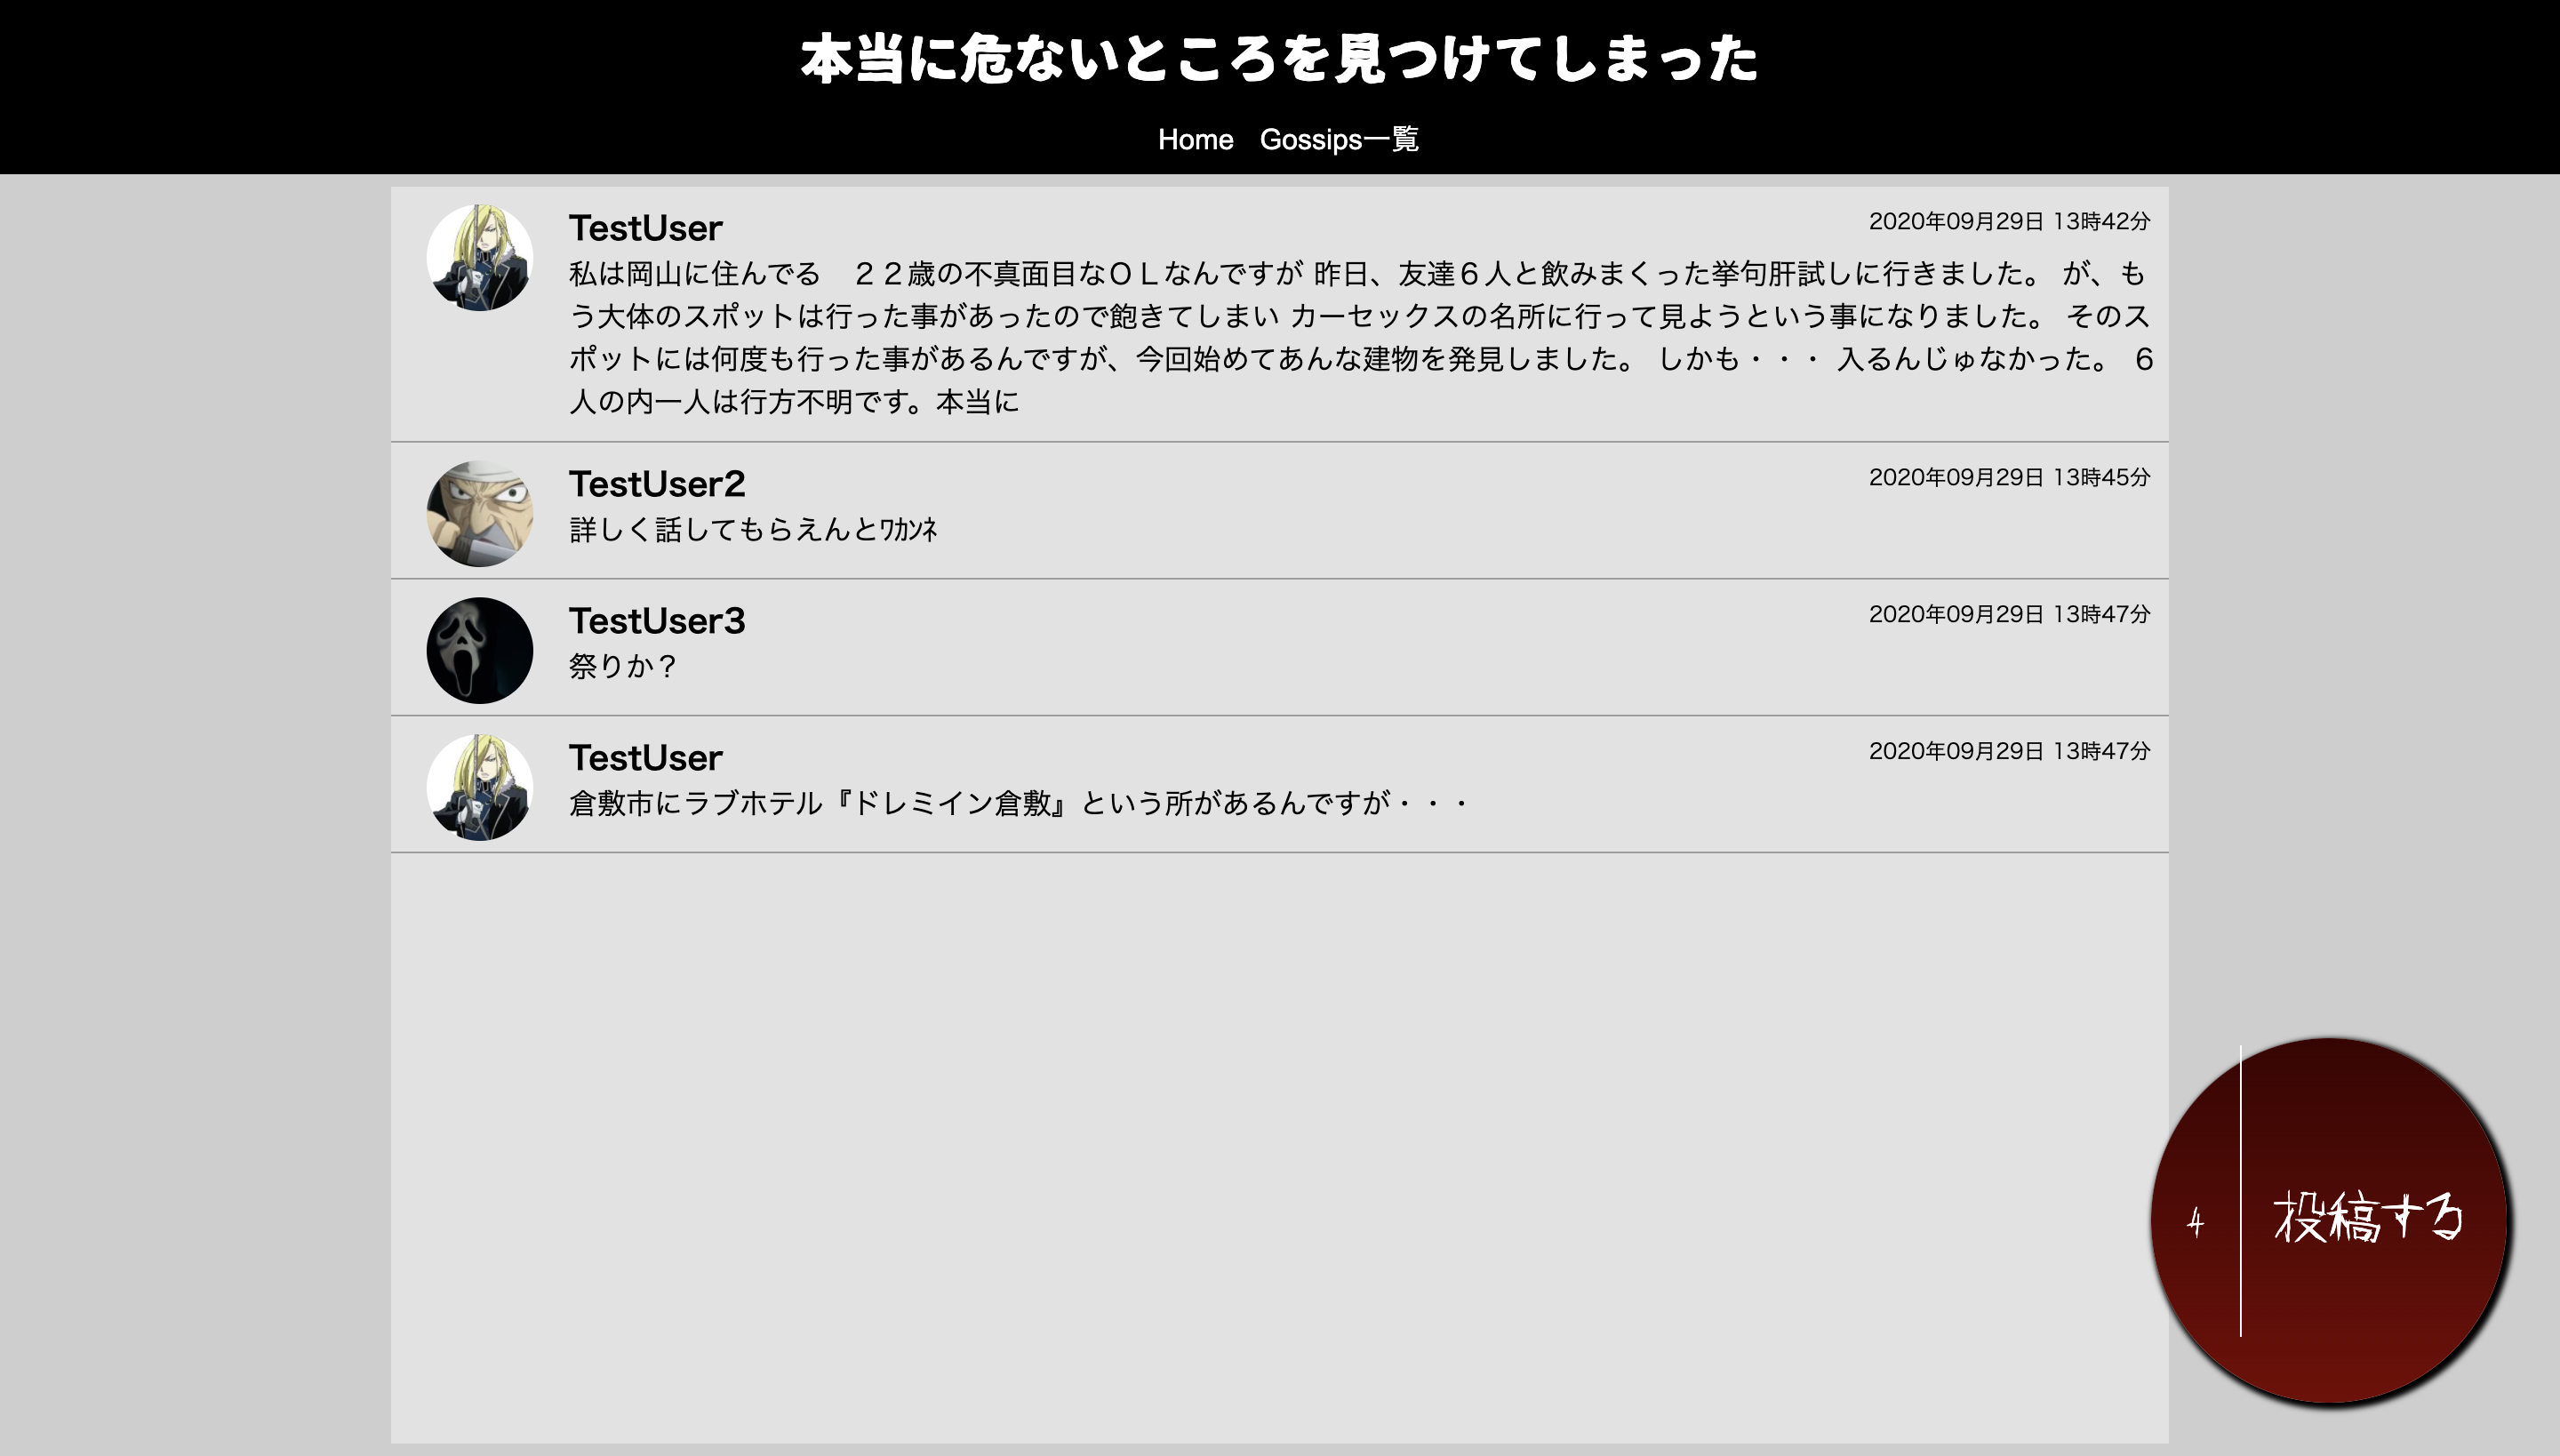 本当に危ないところを見つけてしまった
Home Gossips一覧
TestUser
2020年09月29日 13時42分
私は岡山に住んでる　２２歳の不真面目なＯＬなんですが 昨日、友達６人と飲みまくった挙句肝試しに行きました。 が、も
う大体のスポットは行った事があったので飽きてしまい カーセックスの名所に行って見ようという事になりました。 そのス
ポットには何度も行った事があるんですが、今回始めてあんな建物を発見しました。 しかも・・・ 入るんじゅなかった。 ６
人の内一人は行方不明です。本当に
TestUser2
2020年09月29日 13時45分
詳しく話してもらえんとﾜｶﾝﾈ
TestUser3
2020年09月29日 13時47分
祭りか？
TestUser
2020年09月29日 13時47分
倉敷市にラブホテル『ドレミイン倉敷』という所があるんですが・・・
4 投稿する